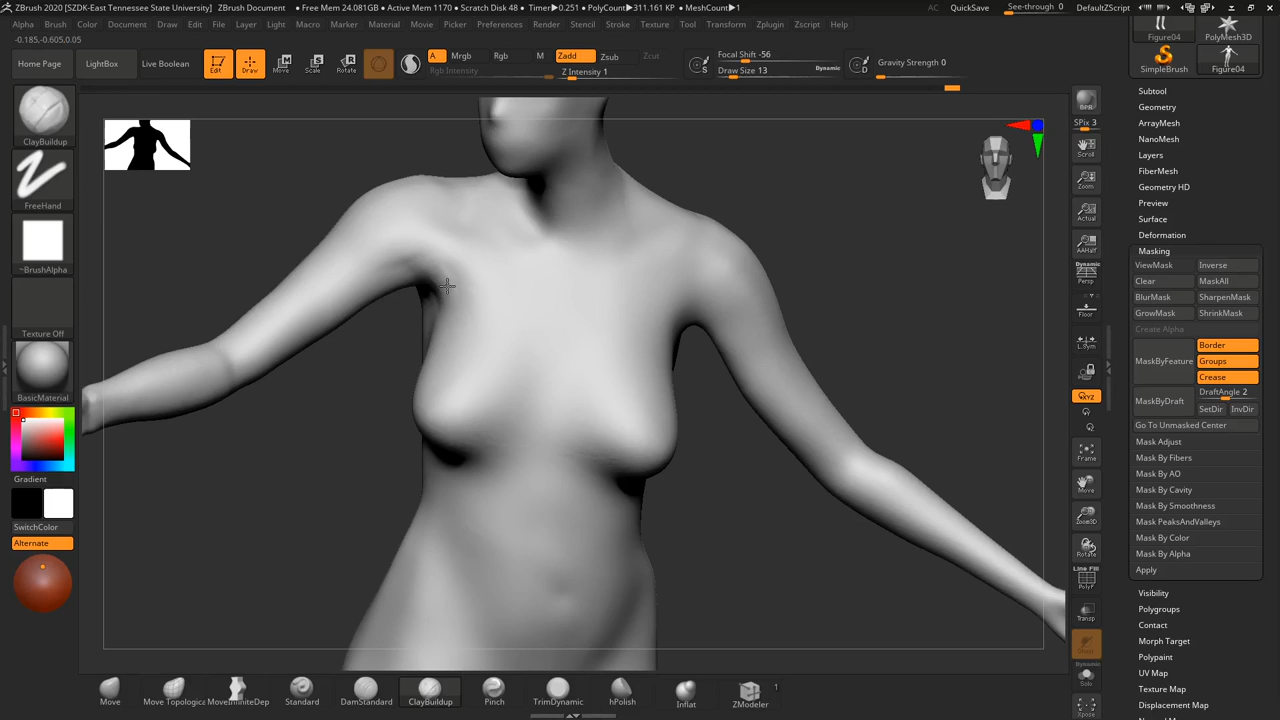 ZBrush 2020 [SZDK-East Tennessee State University] ZBrush Document • Free Mem 24.081GB • Active Mem 1170 • Scratch Disk 48 • Timer▸0.251 • PolyCount▸311.161 KP • MeshCount▸1 AC QuickSave See-through 0 Menus DefaultZScript
Alpha Brush Color Document Draw Edit File Layer Light Macro Marker Material Movie Picker Preferences Render Stencil Stroke Texture Tool Transform Zplugin Zscript Help
-0.185,-0.605,0.05
Home Page LightBox Live Boolean Edit Draw Move Scale Rotate A Mrgb Rgb M Zadd Zsub Zcut
Rgb Intensity Z Intensity 1
Focal Shift -56
Draw Size 13 Dynamic
Gravity Strength 0
S D
ClayBuildup
FreeHand
~BrushAlpha
Texture Off
BasicMaterial
Gradient
SwitchColor
Alternate
BPR
SPix 3
Scroll
Zoom
Actual
AAHalf
Dynamic
Persp
Floor
L.Sym
XYZ
Frame
Move
Zoom3D
Rotate
Line Fill
PolyF
Transp
Ghost
Dynamic
Solo
Xpose
Figure04 PolyMesh3D
SimpleBrush Figure04
Subtool
Geometry
ArrayMesh
NanoMesh
Layers
FiberMesh
Geometry HD
Preview
Surface
Deformation
Masking
ViewMask Inverse
Clear MaskAll
BlurMask SharpenMask
GrowMask ShrinkMask
Create Alpha
MaskByFeature Border
Groups
Crease
MaskByDraft DraftAngle 2
SetDir InvDir
Go To Unmasked Center
Mask Adjust
Mask By Fibers
Mask By AO
Mask By Cavity
Mask By Smoothness
Mask PeaksAndValleys
Mask By Color
Mask By Alpha
Apply
Visibility
Polygroups
Contact
Morph Target
Polypaint
UV Map
Texture Map
Displacement Map
Move Move Topologic MoveInfiniteDep Standard DamStandard ClayBuildup Pinch TrimDynamic hPolish Inflat ZModeler
1